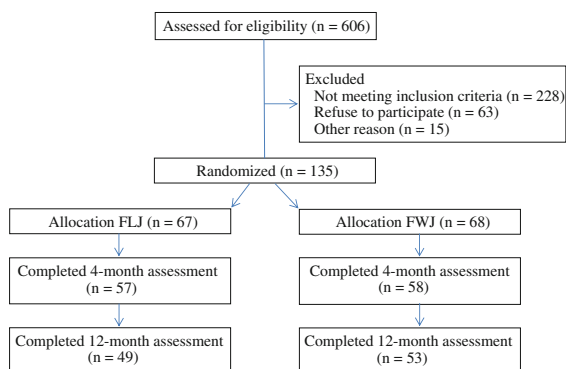 Assessed for eligibility (n = 606)
Excluded
Not meeting inclusion criteria (n = 228)
Refuse to participate (n = 63)
Other reason (n = 15)
Randomized (n = 135)
Allocation FLJ (n = 67)
Allocation FWJ (n = 68)
Completed 4-month assessment
(n = 57)
Completed 4-month assessment
(n = 58)
Completed 12-month assessment
(n = 49)
Completed 12-month assessment
(n = 53)